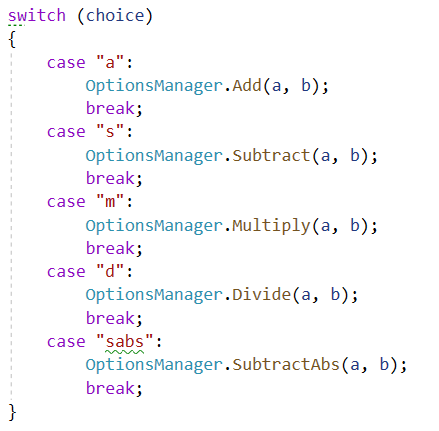 switch (choice)
{
    case "a":
        OptionsManager.Add(a, b);
        break;
    case "s":
        OptionsManager.Subtract(a, b);
        break;
    case "m":
        OptionsManager.Multiply(a, b);
        break;
    case "d":
        OptionsManager.Divide(a, b);
        break;
    case "sabs":
        OptionsManager.SubtractAbs(a, b);
        break;
}